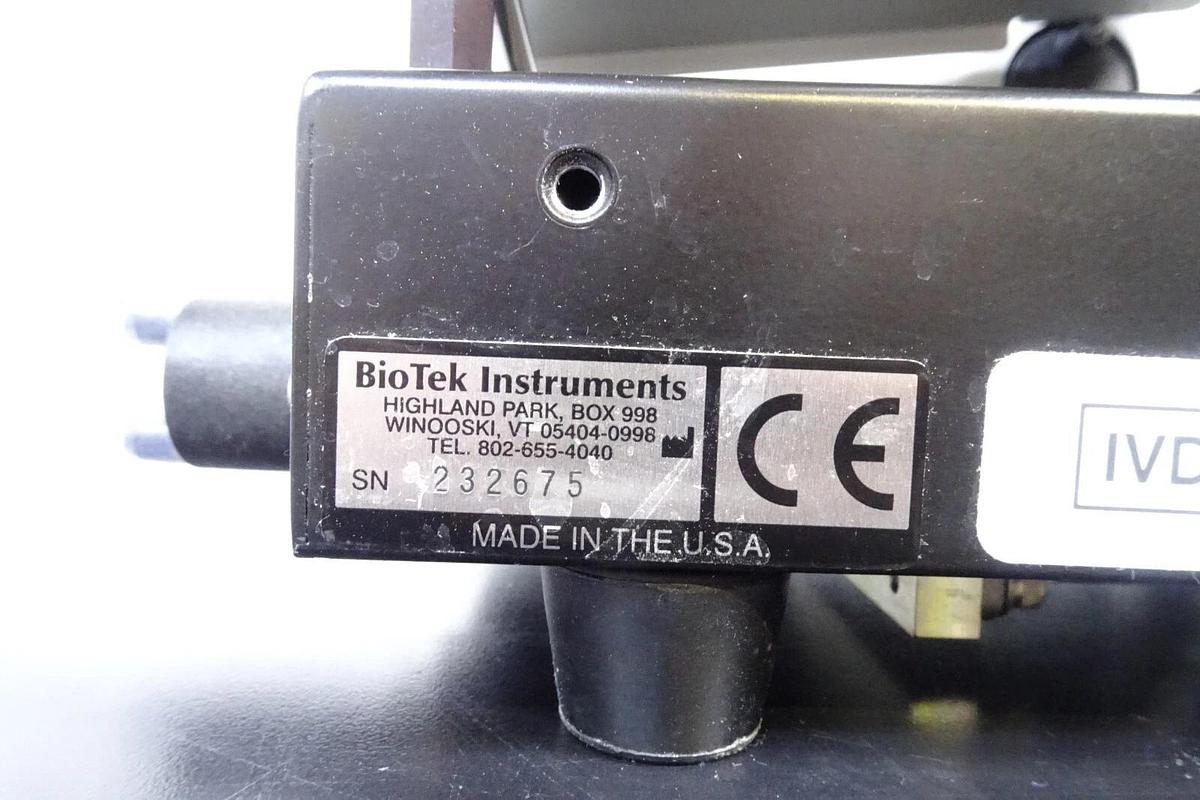 BioTek Instruments
HIGHLAND PARK, BOX 998
WINOOSKI, VT 05404-0998
TEL. 802-655-4040
SN 232675
CE
MADE IN THE U.S.A.
IVD